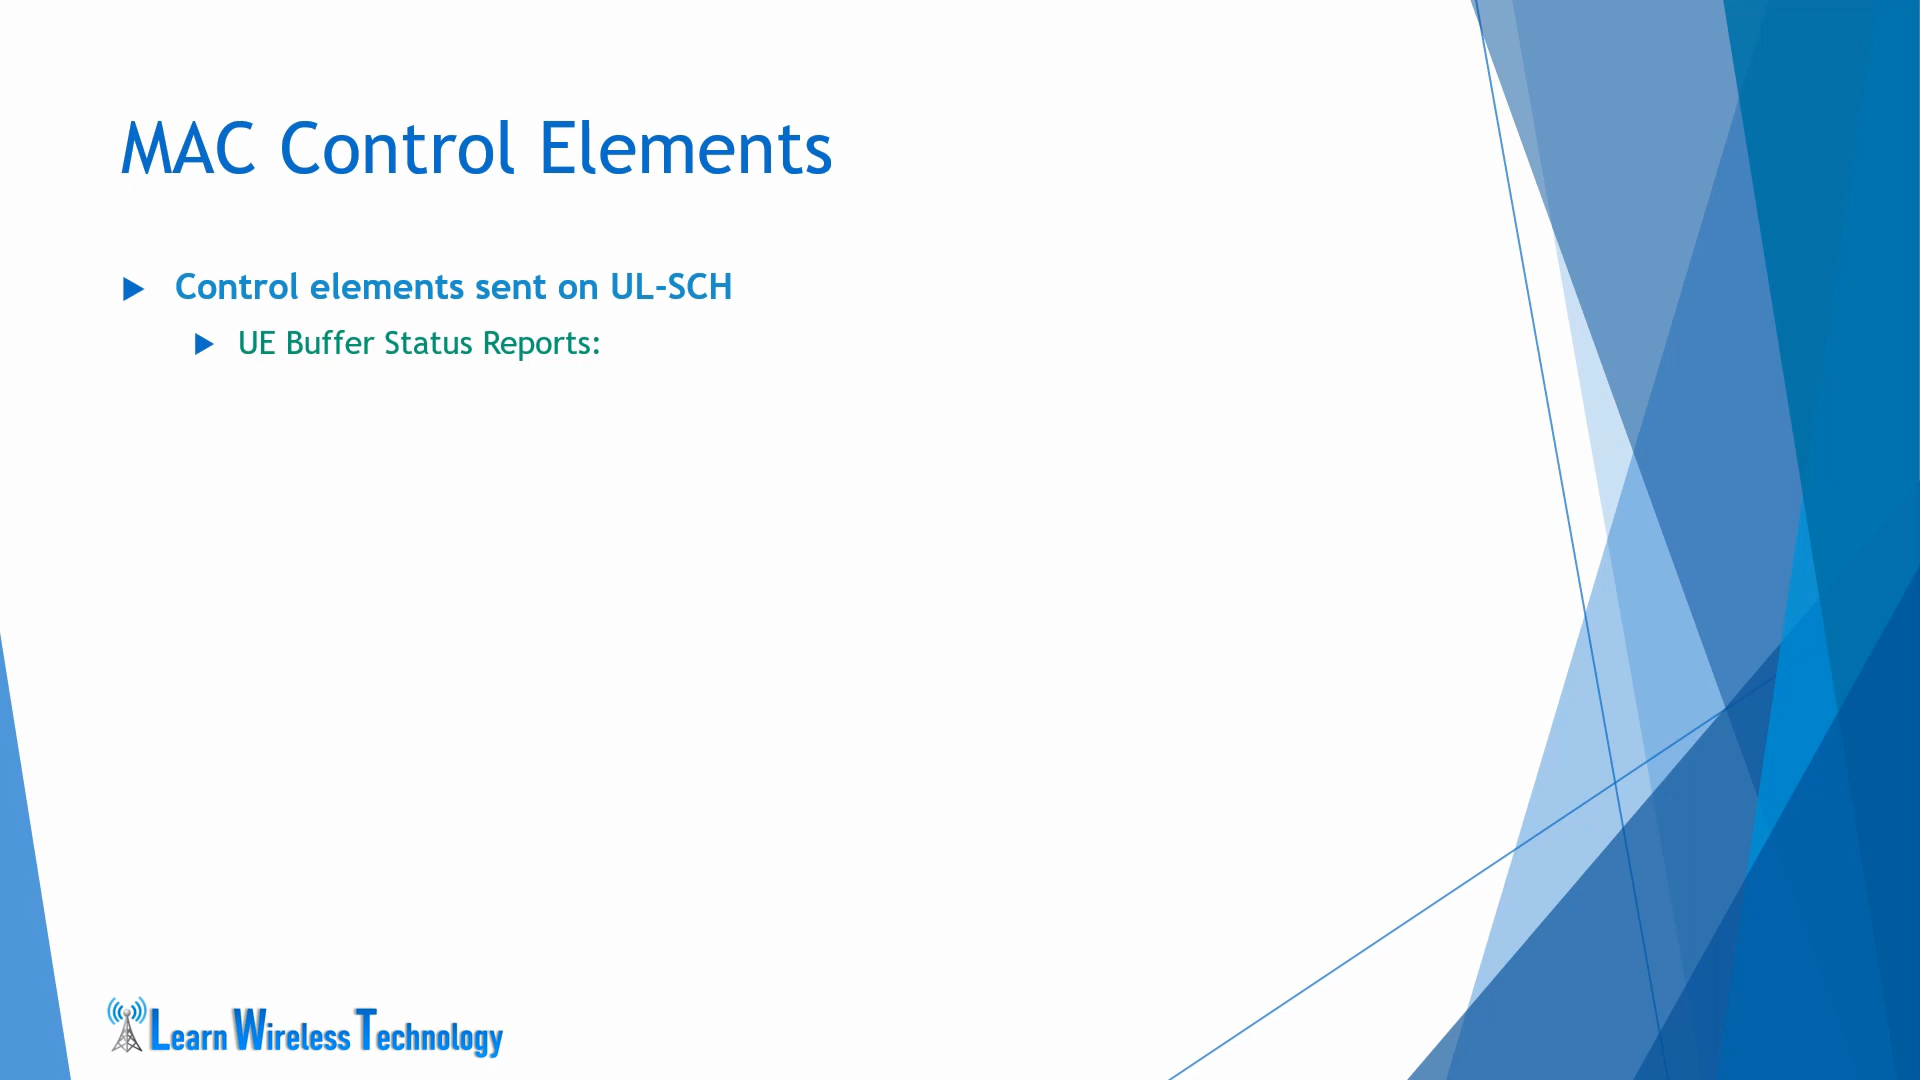 MAC Control Elements
Control elements sent on UL-SCH
UE Buffer Status Reports:
Learn Wireless Technology